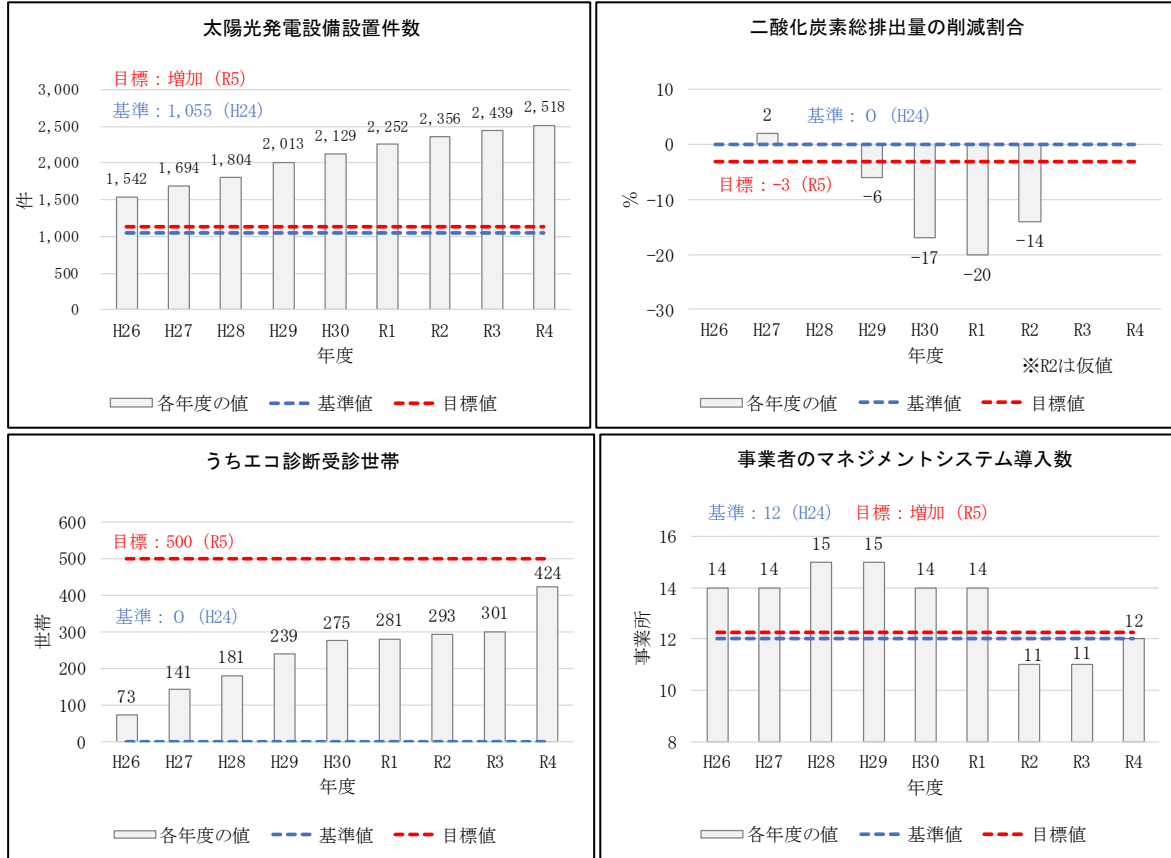 太陽光発電設備設置件数
目標：増加（R5）
基準：1,055（H24）
3,000
2,500
2,000
1,500
1,000
500
0
件
1,542
1,694
1,804
2,013
2,129
2,252
2,356
2,439
2,518
H26 H27 H28 H29 H30 R1 R2 R3 R4
年度
各年度の値 基準値 目標値
二酸化炭素総排出量の削減割合
基準：0（H24）
目標：-3（R5）
10
0
-10
-20
-30
%
2
-6
-17
-20
-14
H26 H27 H28 H29 H30 R1 R2 R3 R4
年度
※R2は仮値
各年度の値 基準値 目標値
うちエコ診断受診世帯
目標：500（R5）
基準：0（H24）
600
500
400
300
200
100
0
世帯
73
141
181
239
275
281
293
301
424
H26 H27 H28 H29 H30 R1 R2 R3 R4
年度
各年度の値 基準値 目標値
事業者のマネジメントシステム導入数
基準：12（H24） 目標：増加（R5）
16
14
12
10
8
事業所
14
14
15
15
14
14
11
11
12
H26 H27 H28 H29 H30 R1 R2 R3 R4
年度
各年度の値 基準値 目標値